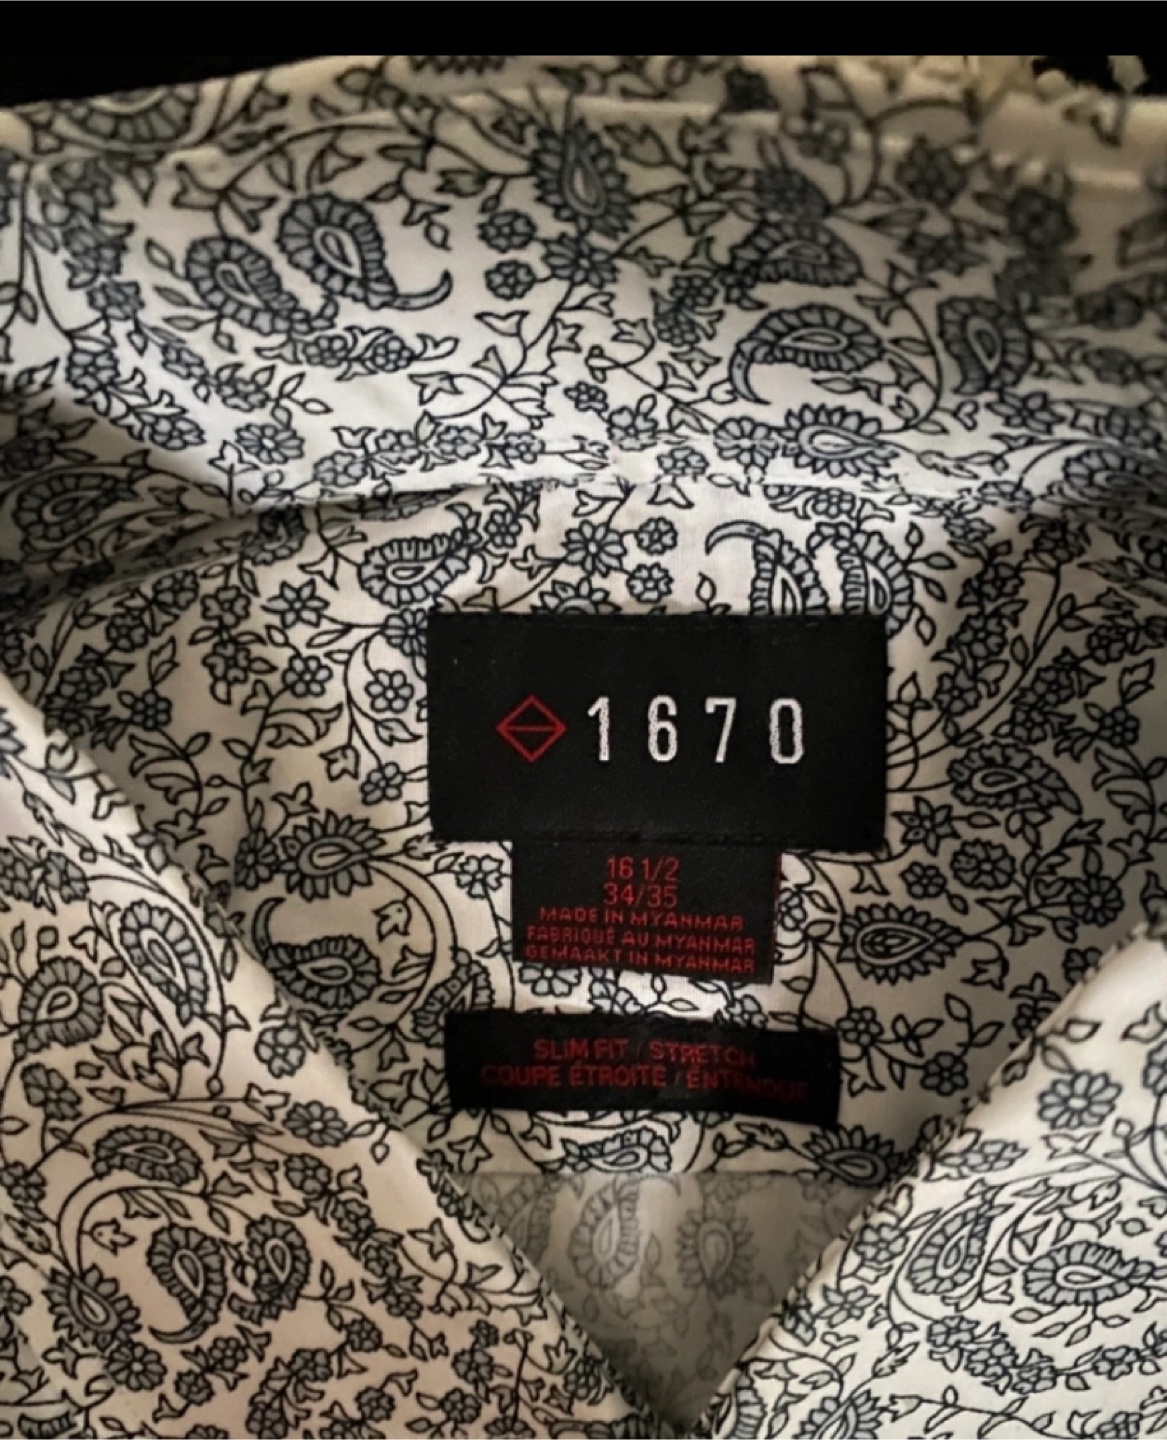 1670
16 1/2
34/35
MADE IN MYANMAR
FABRIQUÉ AU MYANMAR
GEMAAKT IN MYANMAR
SLIM FIT / STRETCH
COUPE ÉTROITE / ÉNTENDUE